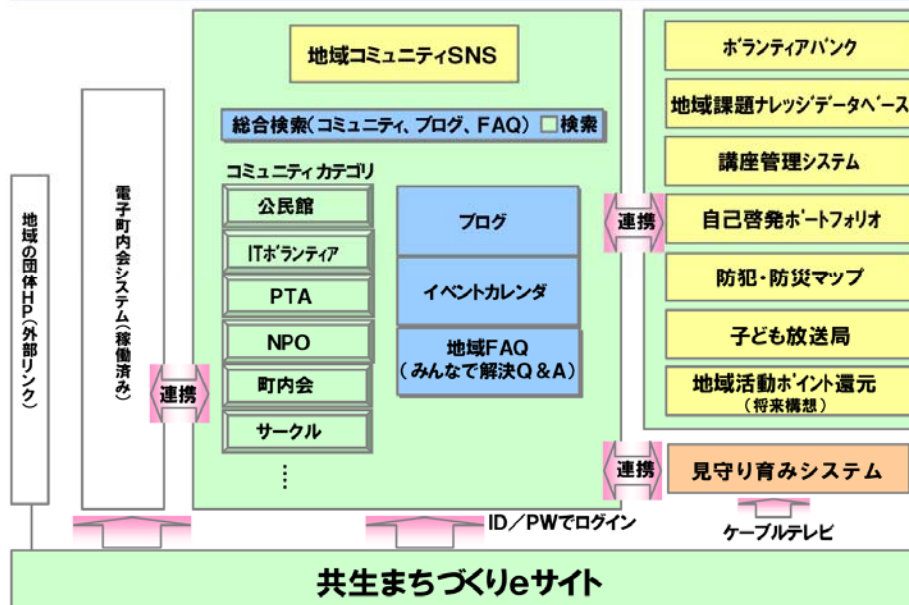 地域の団体HP(外部リンク)
電子町内会システム(稼働済み)
連携
地域コミュニティSNS
総合検索(コミュニティ、ブログ、FAQ) □検索
コミュニティカテゴリ
公民館
ITボランティア
PTA
NPO
町内会
サークル
⋮
ブログ
イベントカレンダ
地域FAQ
(みんなで解決Q&A)
連携
ボランティアバンク
地域課題ナレッジデータベース
講座管理システム
自己啓発ポートフォリオ
防犯・防災マップ
子ども放送局
地域活動ポイント還元
(将来構想)
連携
見守り育みシステム
ケーブルテレビ
ID/PWでログイン
共生まちづくりeサイト